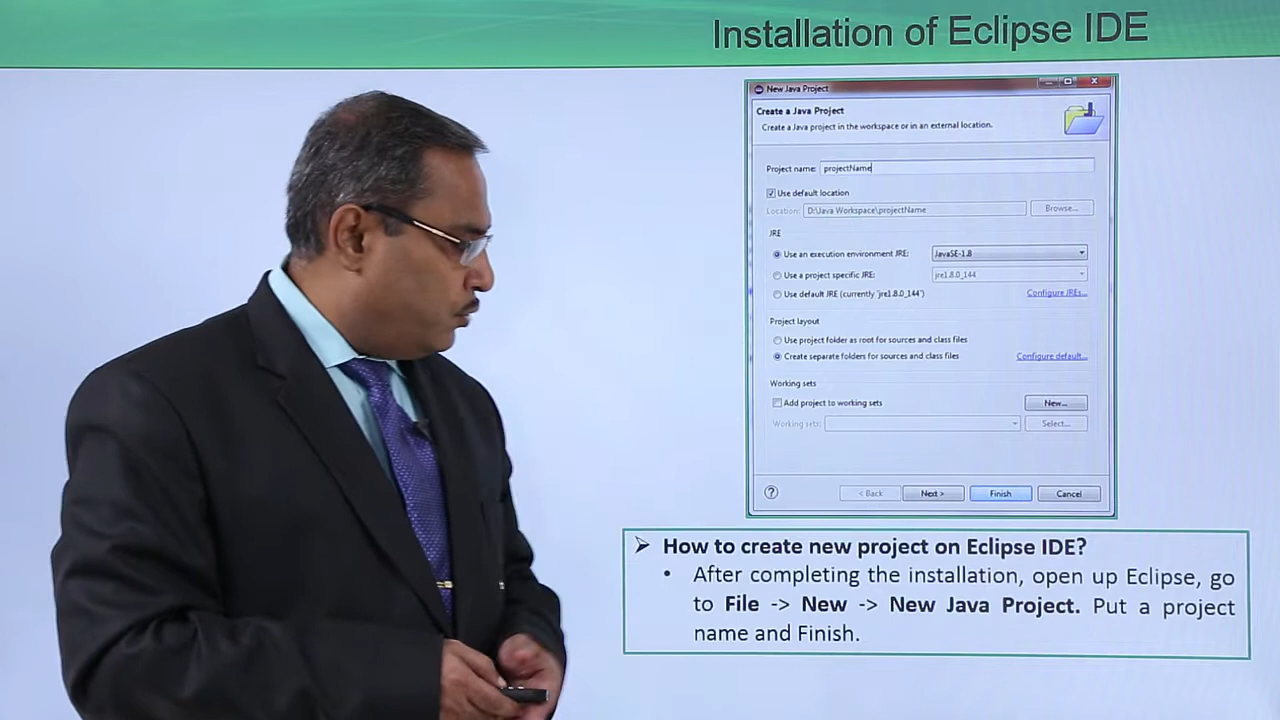 Installation of Eclipse IDE
New Java Project
Create a Java Project
Create a Java project in the workspace or in an external location.
Project name: projectName
Use default location
Location: D:\Java Workspace\projectName Browse...
JRE
Use an execution environment JRE: JavaSE-1.8
Use a project specific JRE: jre1.8.0_144
Use default JRE (currently 'jre1.8.0_144') Configure JREs...
Project layout
Use project folder as root for sources and class files
Create separate folders for sources and class files Configure default...
Working sets
Add project to working sets New...
Working sets: Select...
? < Back Next > Finish Cancel
➤ How to create new project on Eclipse IDE?
• After completing the installation, open up Eclipse, go
to File -> New -> New Java Project. Put a project
name and Finish.